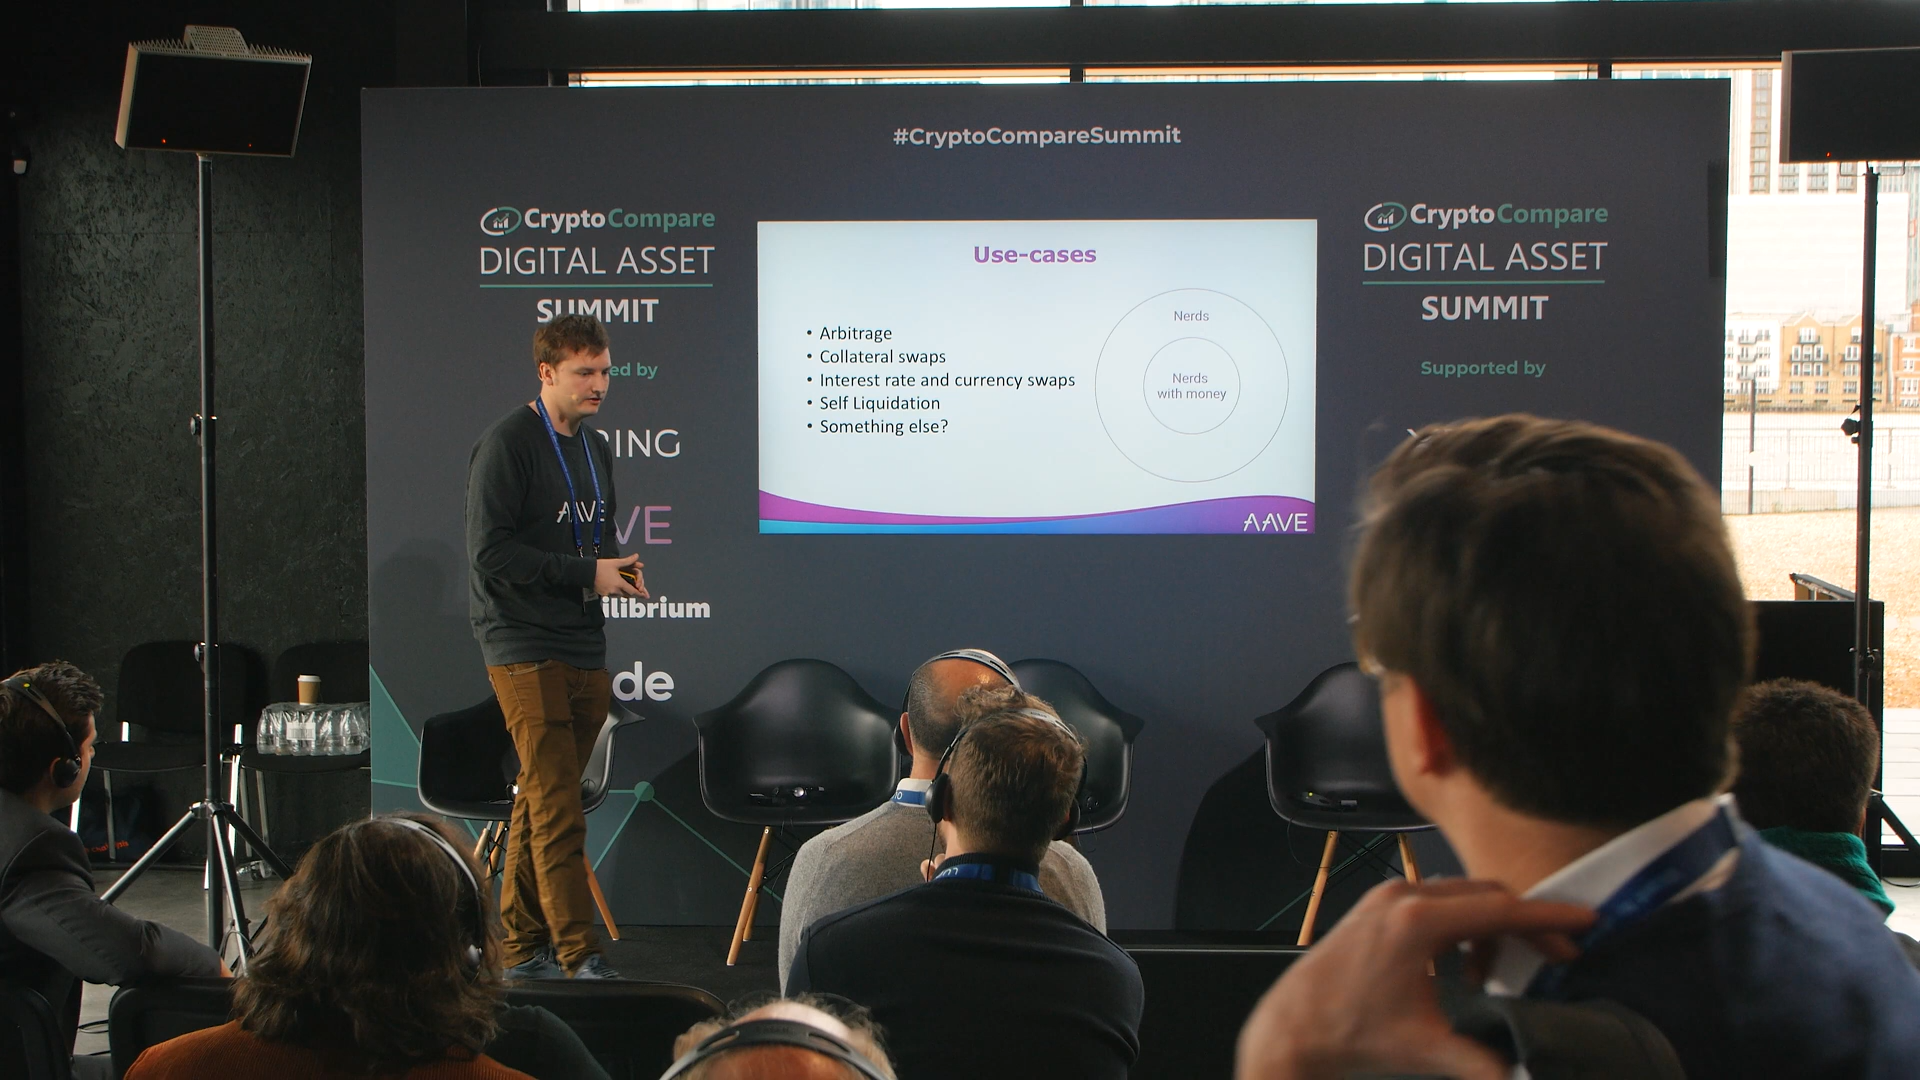 #CryptoCompareSummit
CryptoCompare
DIGITAL ASSET
SUMMIT
ed by
ING
VE
ilibrium
de
AAVE
Use-cases
• Arbitrage
• Collateral swaps
• Interest rate and currency swaps
• Self Liquidation
• Something else?
Nerds
Nerds
with money
AAVE
CryptoCompare
DIGITAL ASSET
SUMMIT
Supported by